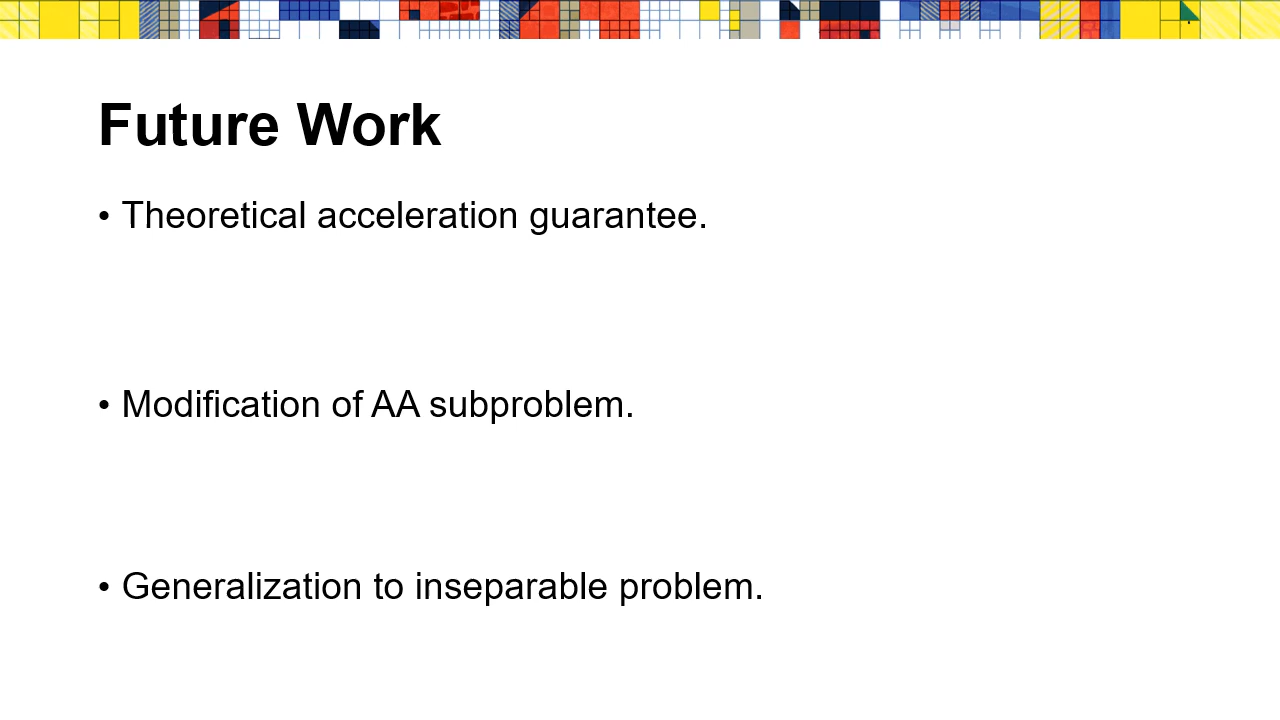 Future Work
• Theoretical acceleration guarantee.
• Modification of AA subproblem.
• Generalization to inseparable problem.